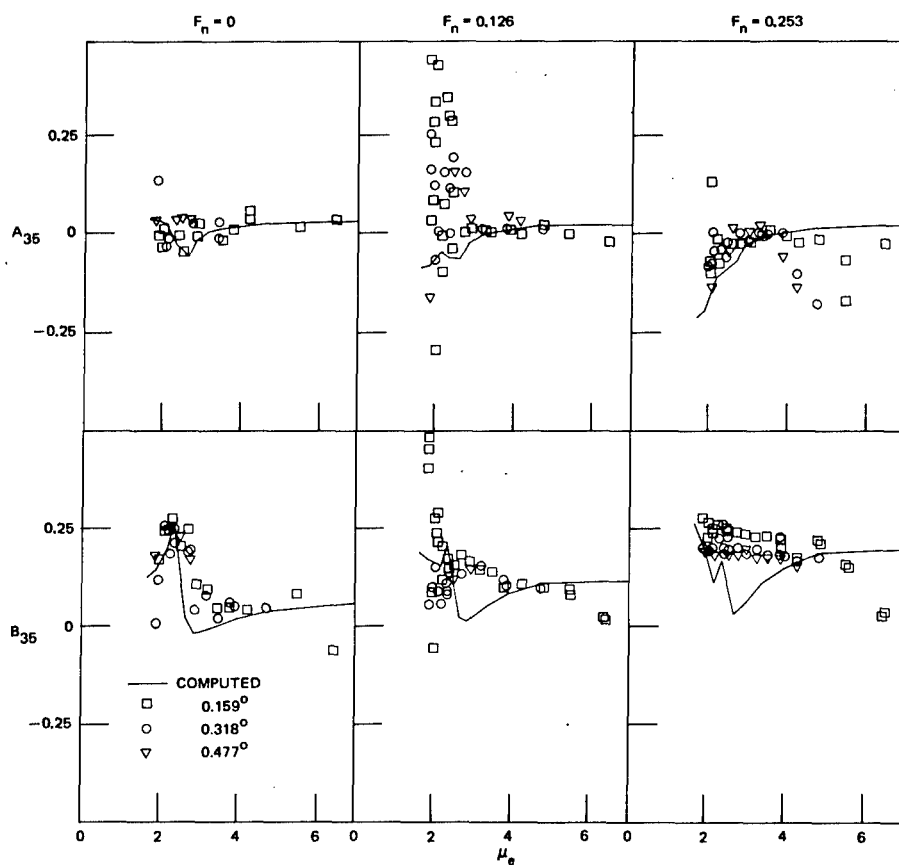 F_n = 0 F_n = 0.126 F_n = 0.253
0.25
A_35 0
−0.25
0.25
B_35 0
COMPUTED
0.159°
−0.25 0.318°
0.477°
0 2 4 6 0 2 4 6 0 2 4 6
μ_e